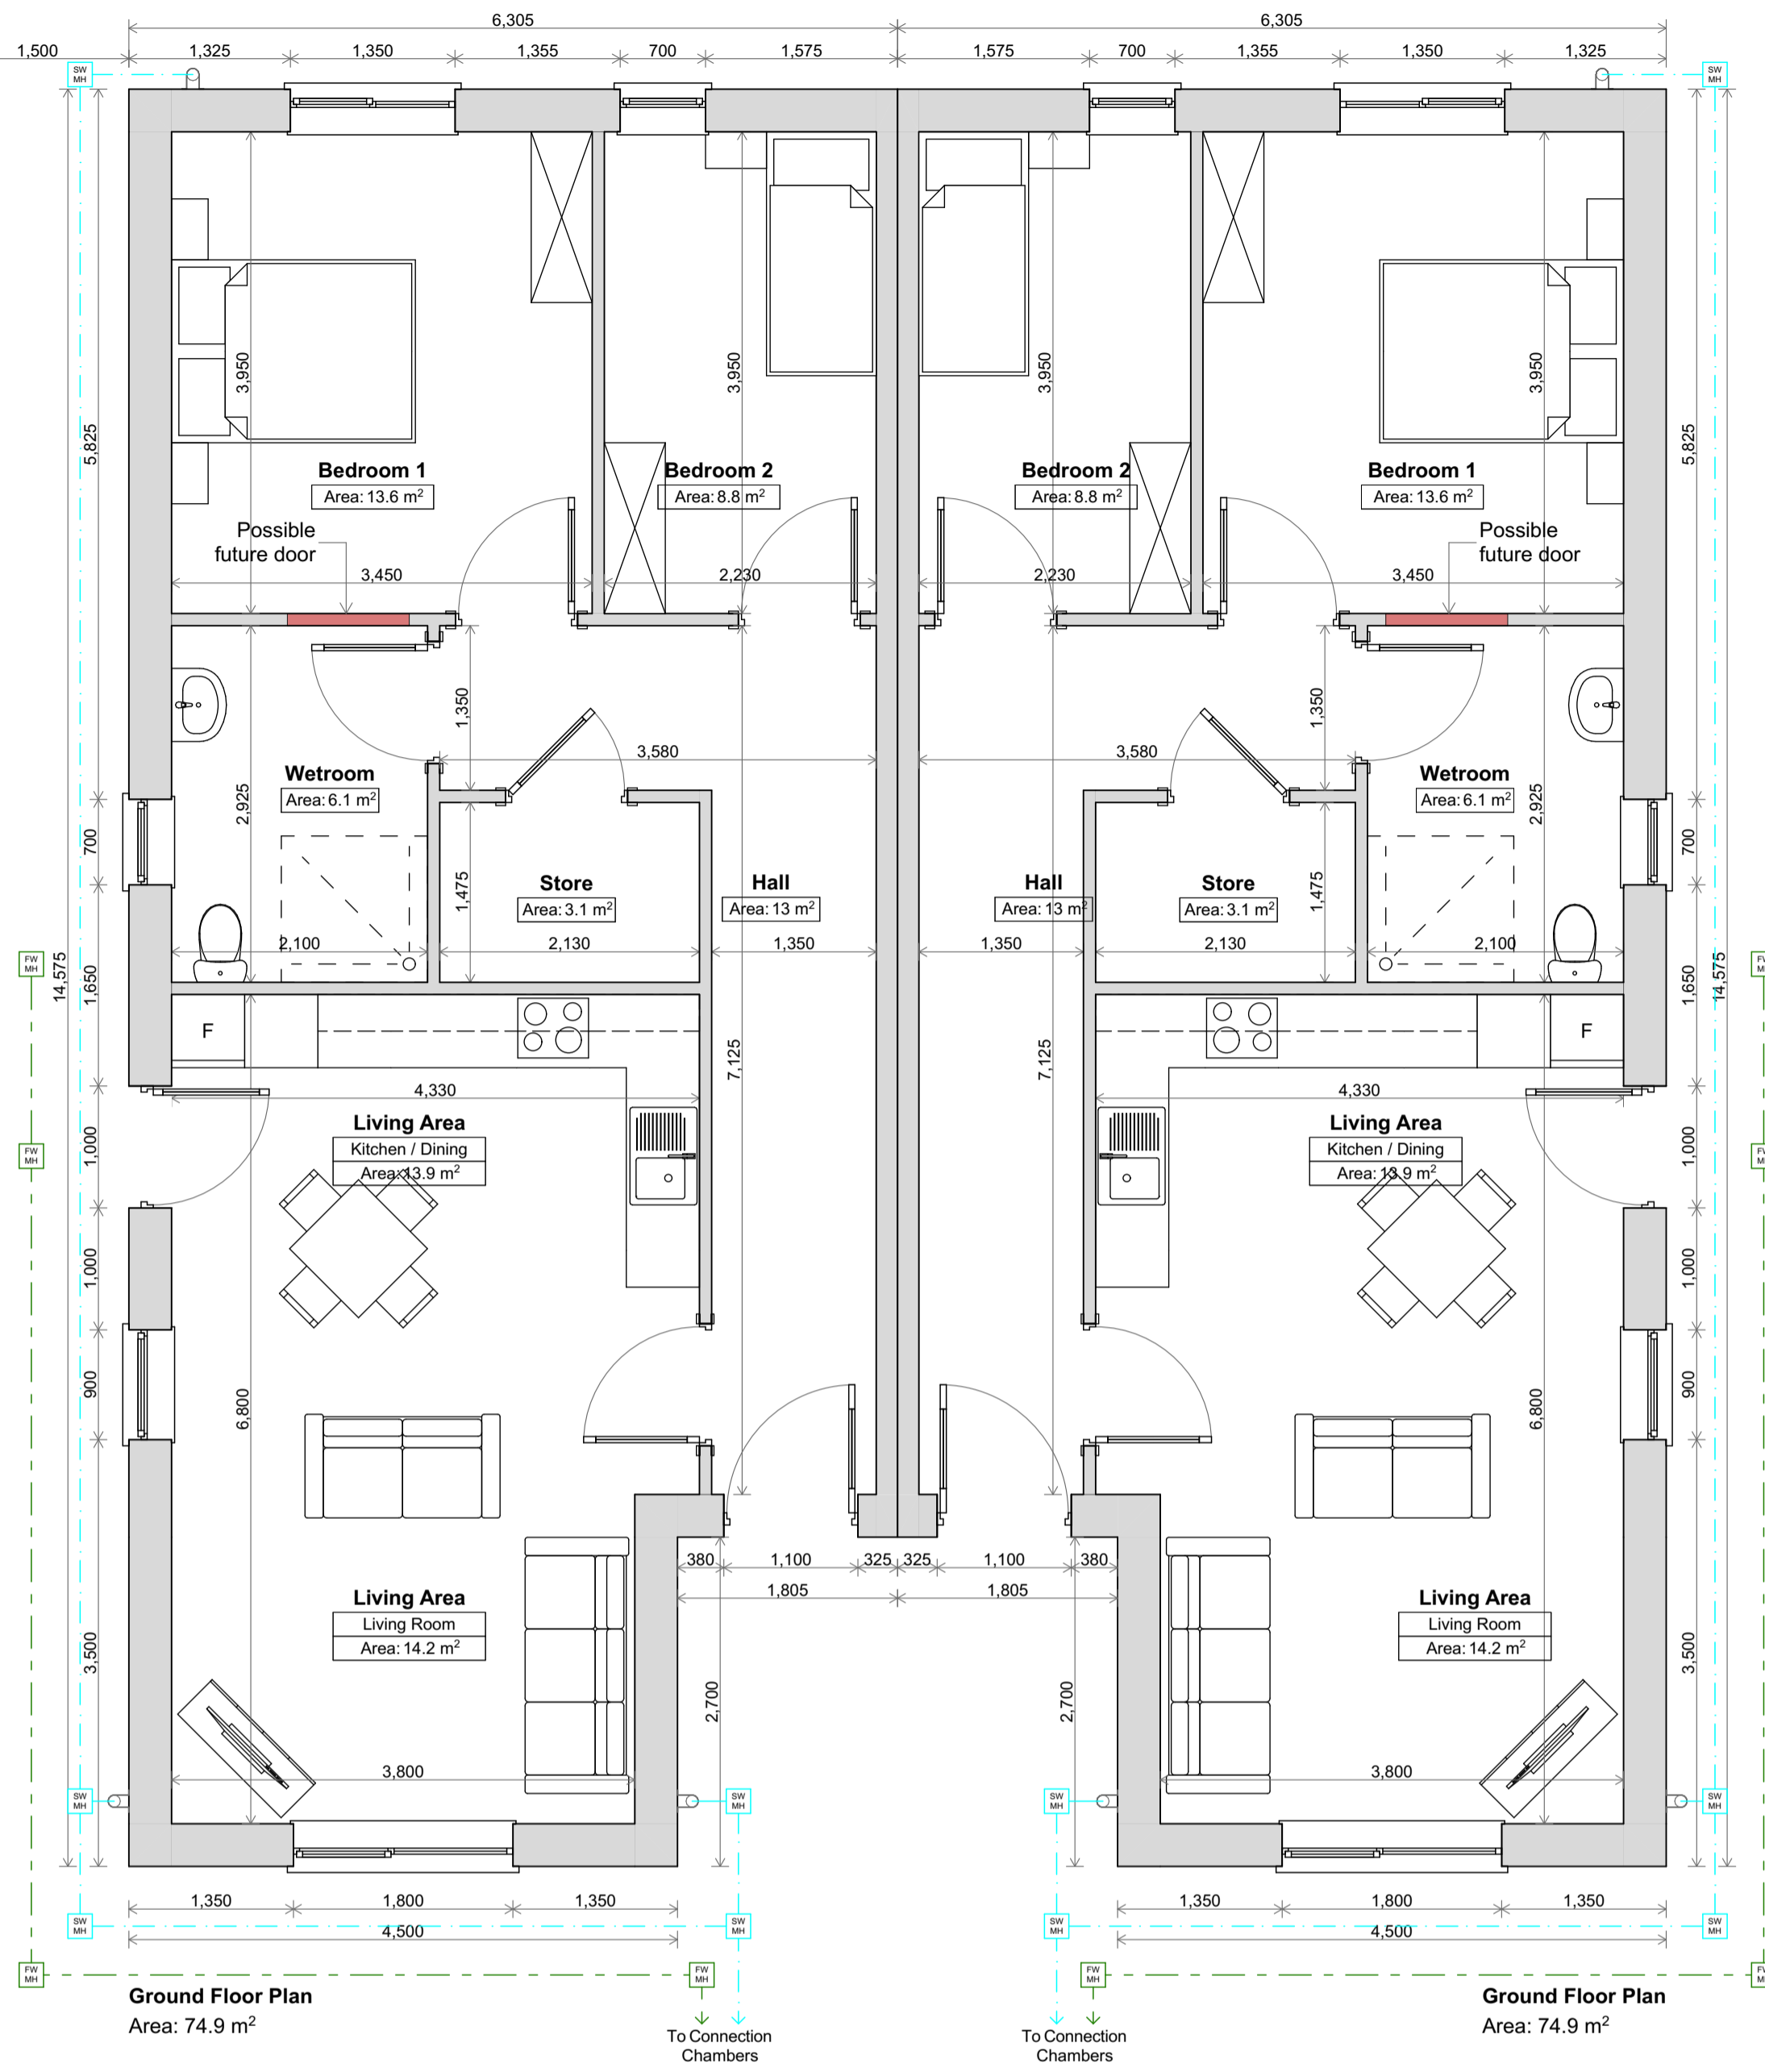 6,305
6,305
1,500
1,325
1,350
1,355
700
1,575
1,575
700
1,355
1,350
1,325
SW
MH
SW
MH
3,950
3,950
3,950
3,950
5,825
5,825
Bedroom 1
Area: 13.6 m²
Bedroom 2
Area: 8.8 m²
Bedroom 2
Area: 8.8 m²
Bedroom 1
Area: 13.6 m²
Possible
future door
Possible
future door
3,450
2,230
2,230
3,450
1,350
1,350
3,580
3,580
Wetroom
Area: 6.1 m²
Wetroom
Area: 6.1 m²
2,925
2,925
700
700
Store
Area: 3.1 m²
Hall
Area: 13 m²
Hall
Area: 13 m²
Store
Area: 3.1 m²
1,475
1,475
2,100
2,130
1,350
1,350
2,130
2,100
FW
MH
14,575
1,650
1,650
14,575
F
F
7,125
7,125
4,330
4,330
Living Area
Kitchen / Dining
Area: 13.9 m²
Living Area
Kitchen / Dining
Area: 13.9 m²
FW
MH
1,000
1,000
1,000
1,000
900
900
6,800
6,800
380
1,100
325
325
1,100
380
1,805
1,805
Living Area
Living Room
Area: 14.2 m²
Living Area
Living Room
Area: 14.2 m²
3,500
3,500
2,700
2,700
3,800
3,800
SW
MH
SW
MH
SW
MH
SW
MH
1,350
1,800
1,350
1,350
1,800
1,350
SW
MH
SW
MH
SW
MH
SW
MH
4,500
4,500
FW
MH
FW
MH
FW
MH
Ground Floor Plan
Area: 74.9 m²
Ground Floor Plan
Area: 74.9 m²
To Connection
Chambers
To Connection
Chambers